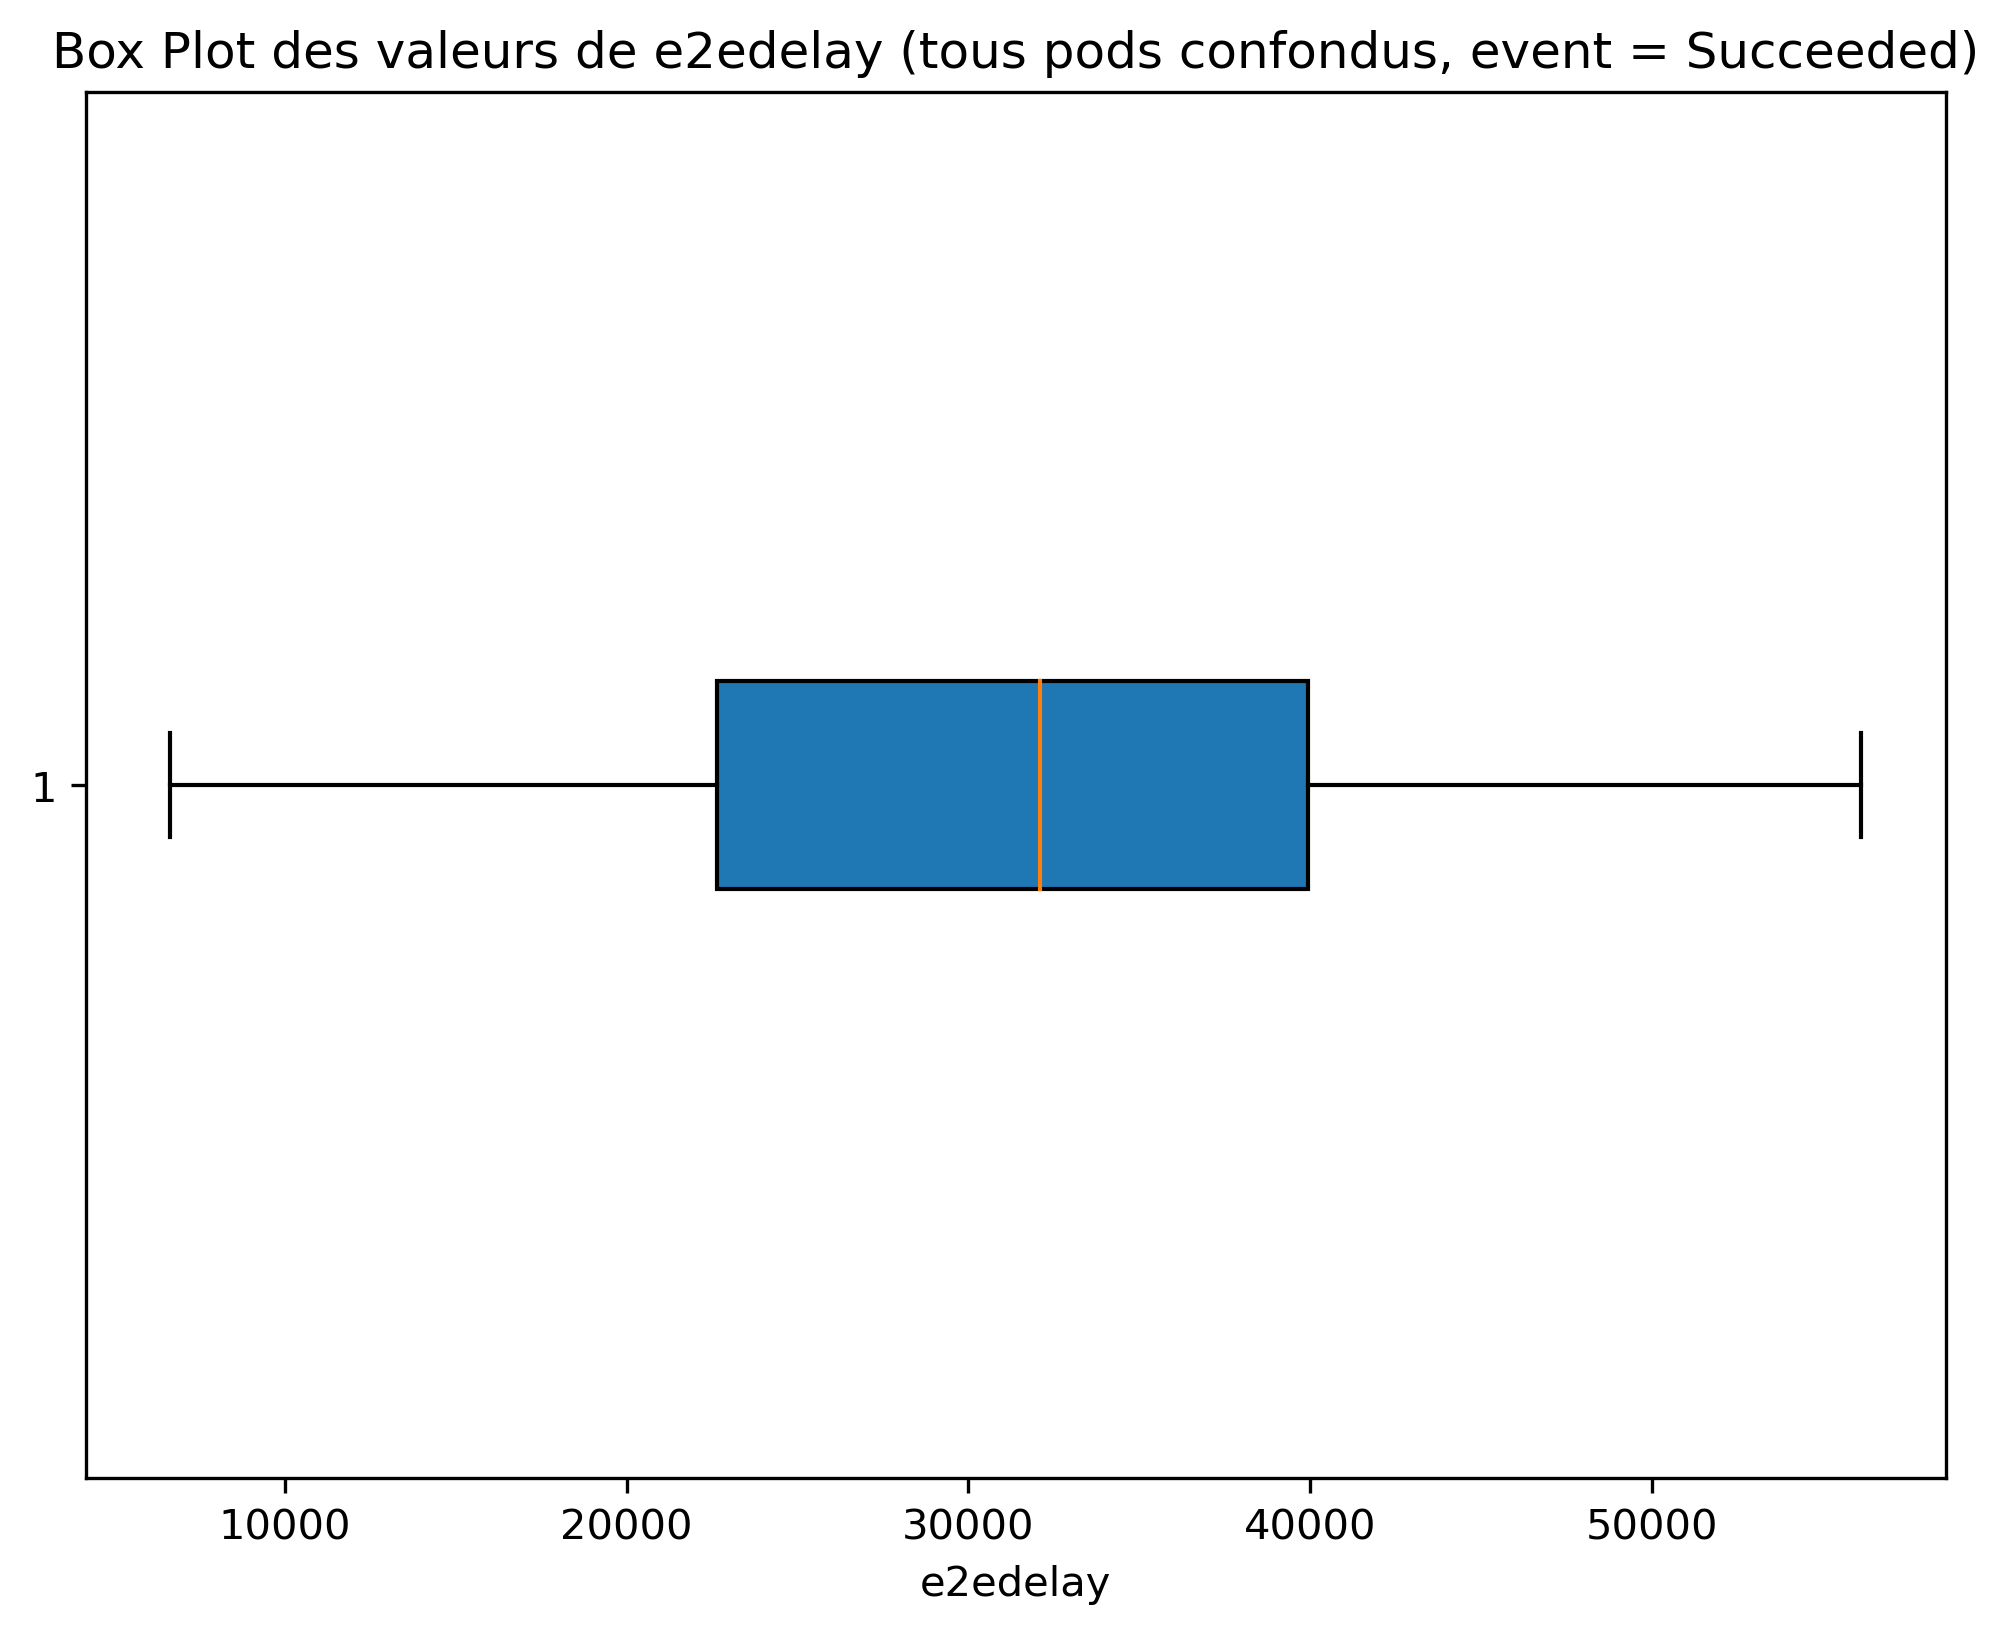 Box Plot des valeurs de e2edelay (tous pods confondus, event = Succeeded)
1
10000 20000 30000 40000 50000
e2edelay